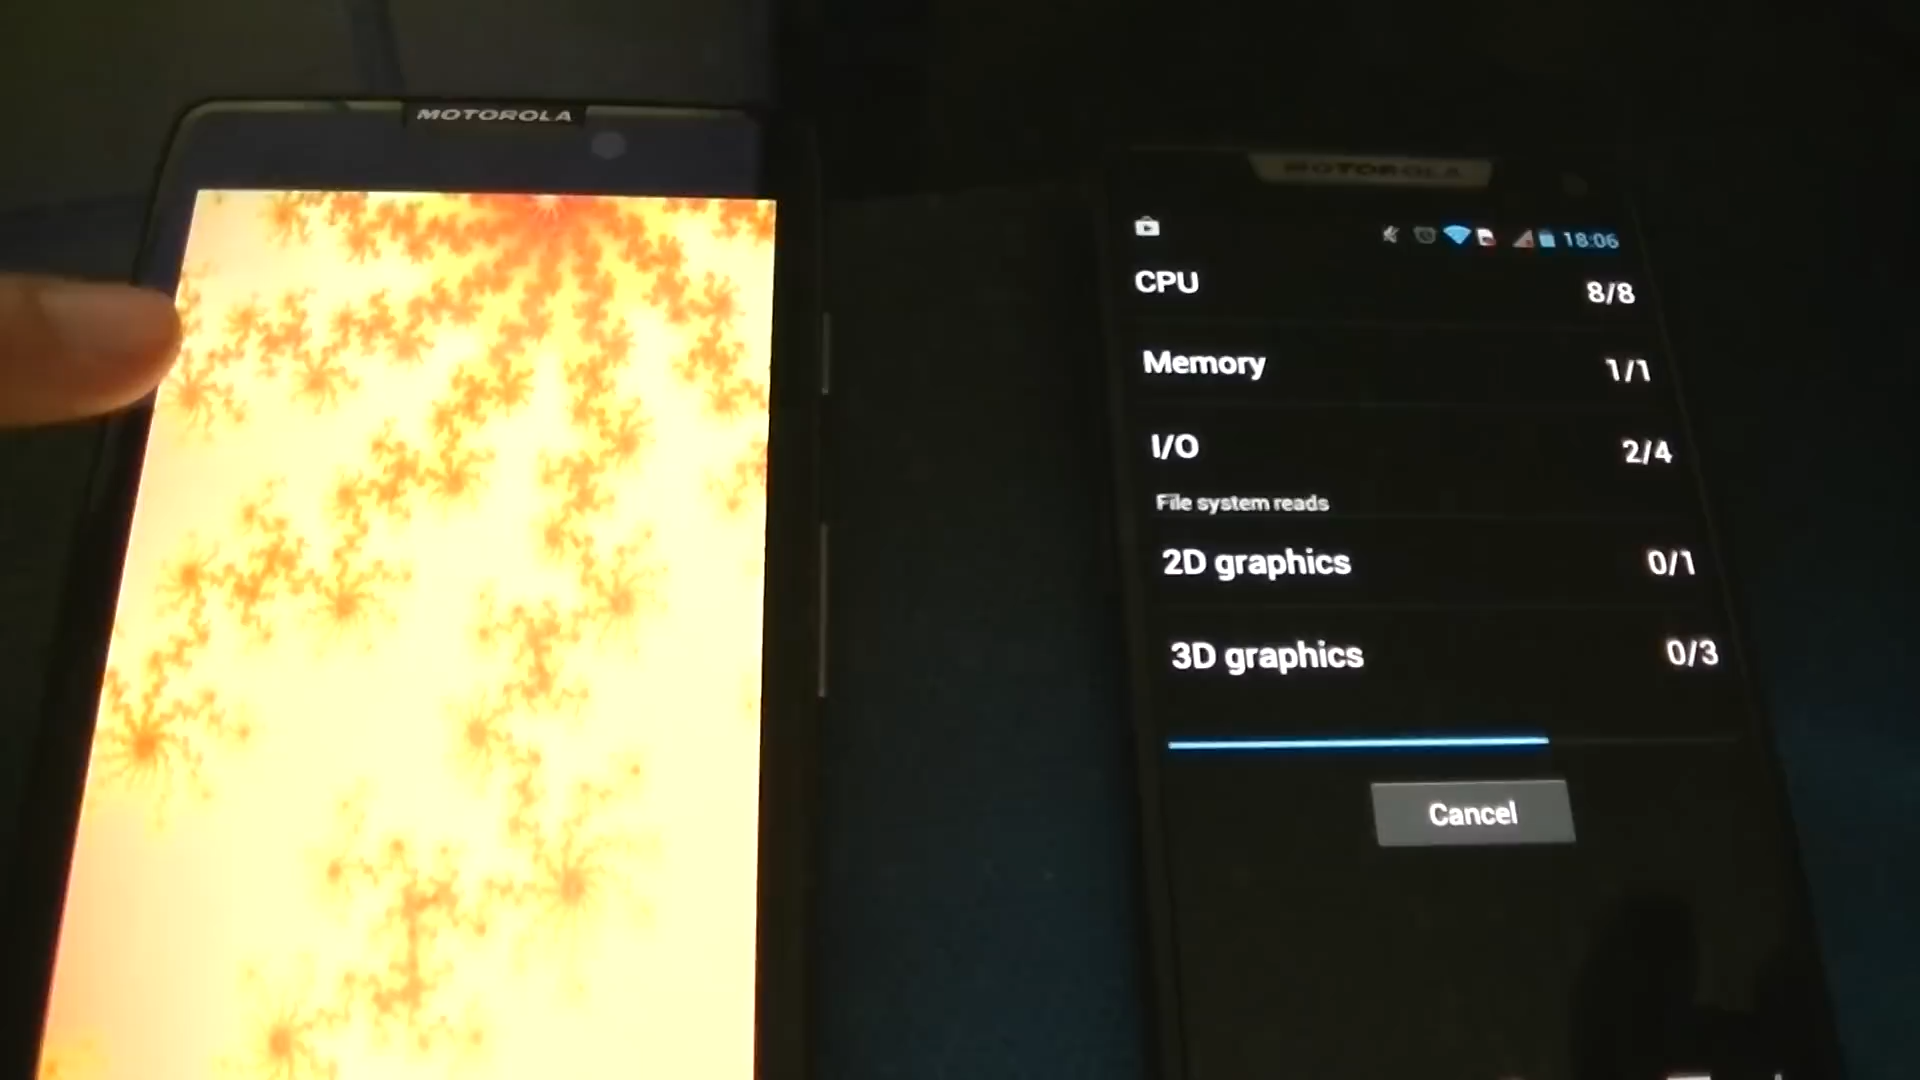 MOTOROLA
MOTOROLA
18:06
CPU 8/8
Memory 1/1
I/O 2/4
File system reads
2D graphics 0/1
3D graphics 0/3
Cancel